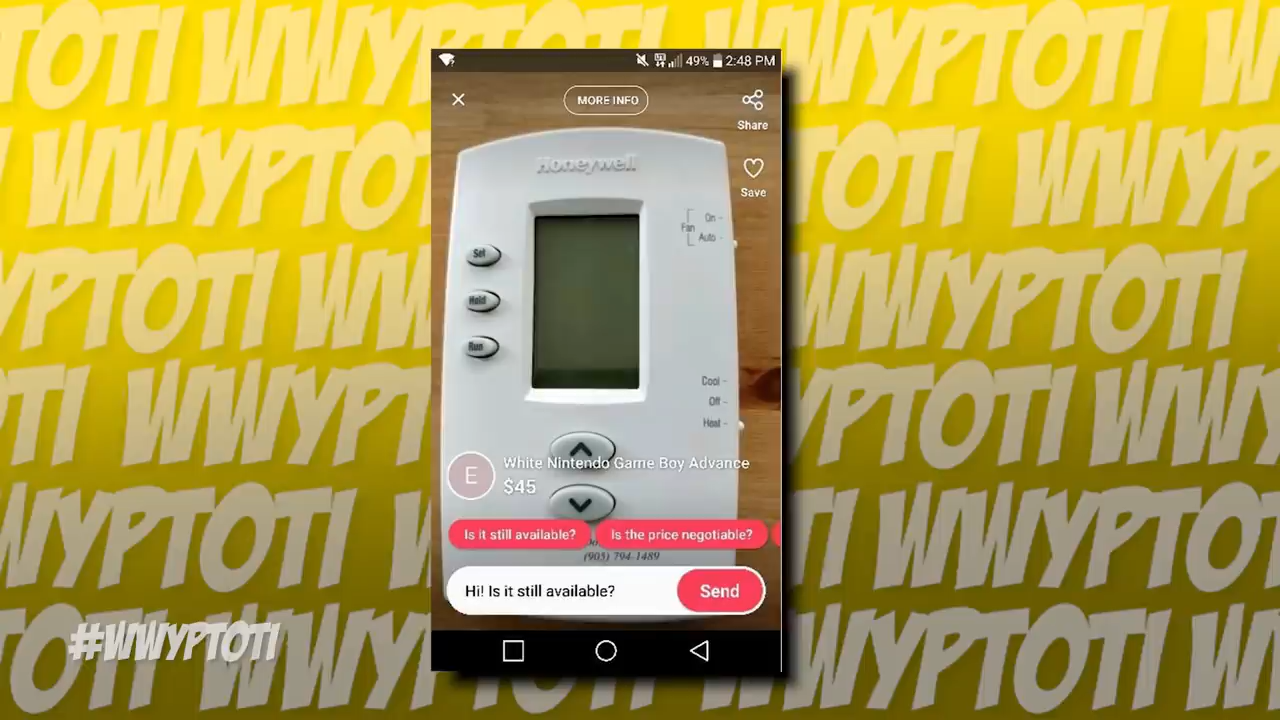 49% 2:48 PM
MORE INFO
Share
Honeywell
Save
On
Fan
Auto
Set
Hold
Run
Cool
Off
Heat
E
White Nintendo Game Boy Advance
$45
Is it still available?
Is the price negotiable?
(905) 794-1489
Hi! Is it still available?
Send
#WWYPTOTI